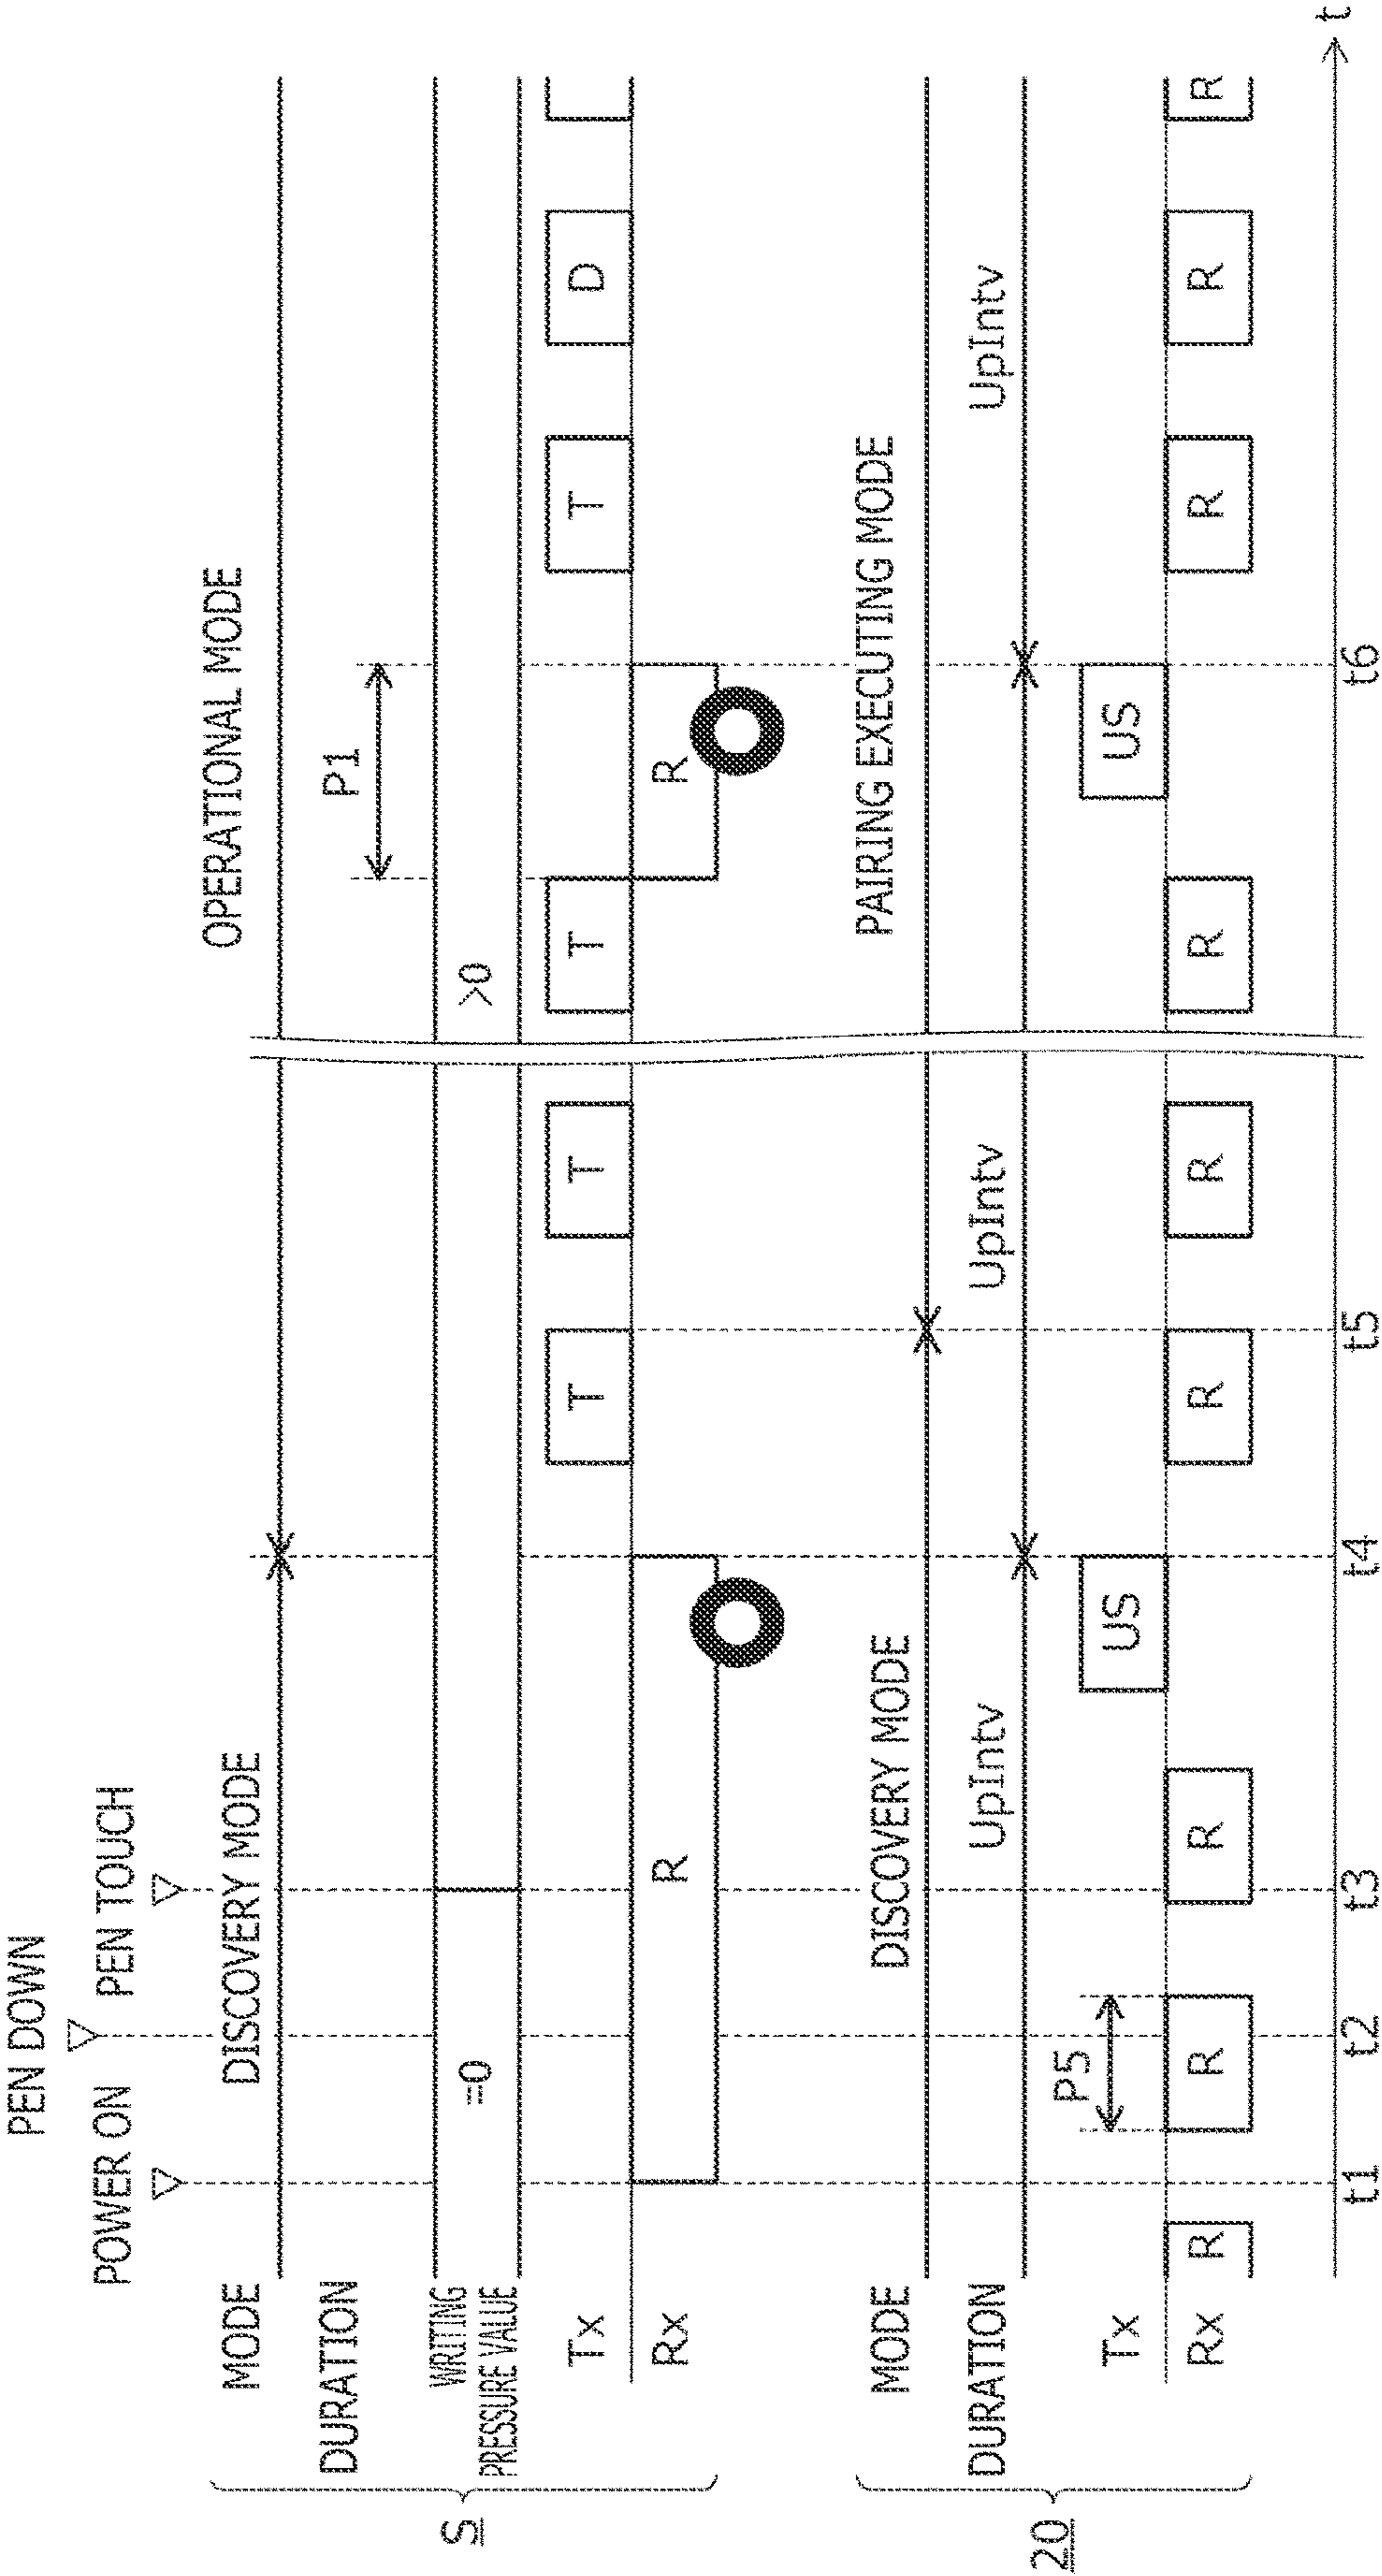 PEN DOWN
POWER ON
PEN TOUCH
MODE
DISCOVERY MODE
OPERATIONAL MODE
DURATION
P1
WRITING
PRESSURE VALUE
=0
>0
Tx
T
T
T
T
D
Rx
R
R
S
MODE
DISCOVERY MODE
PAIRING EXECUTING MODE
DURATION
UpIntv
UpIntv
UpIntv
P5
Tx
US
US
Rx
R
R
R
R
R
R
R
R
R
20
t1
t2
t3
t4
t5
t6
t